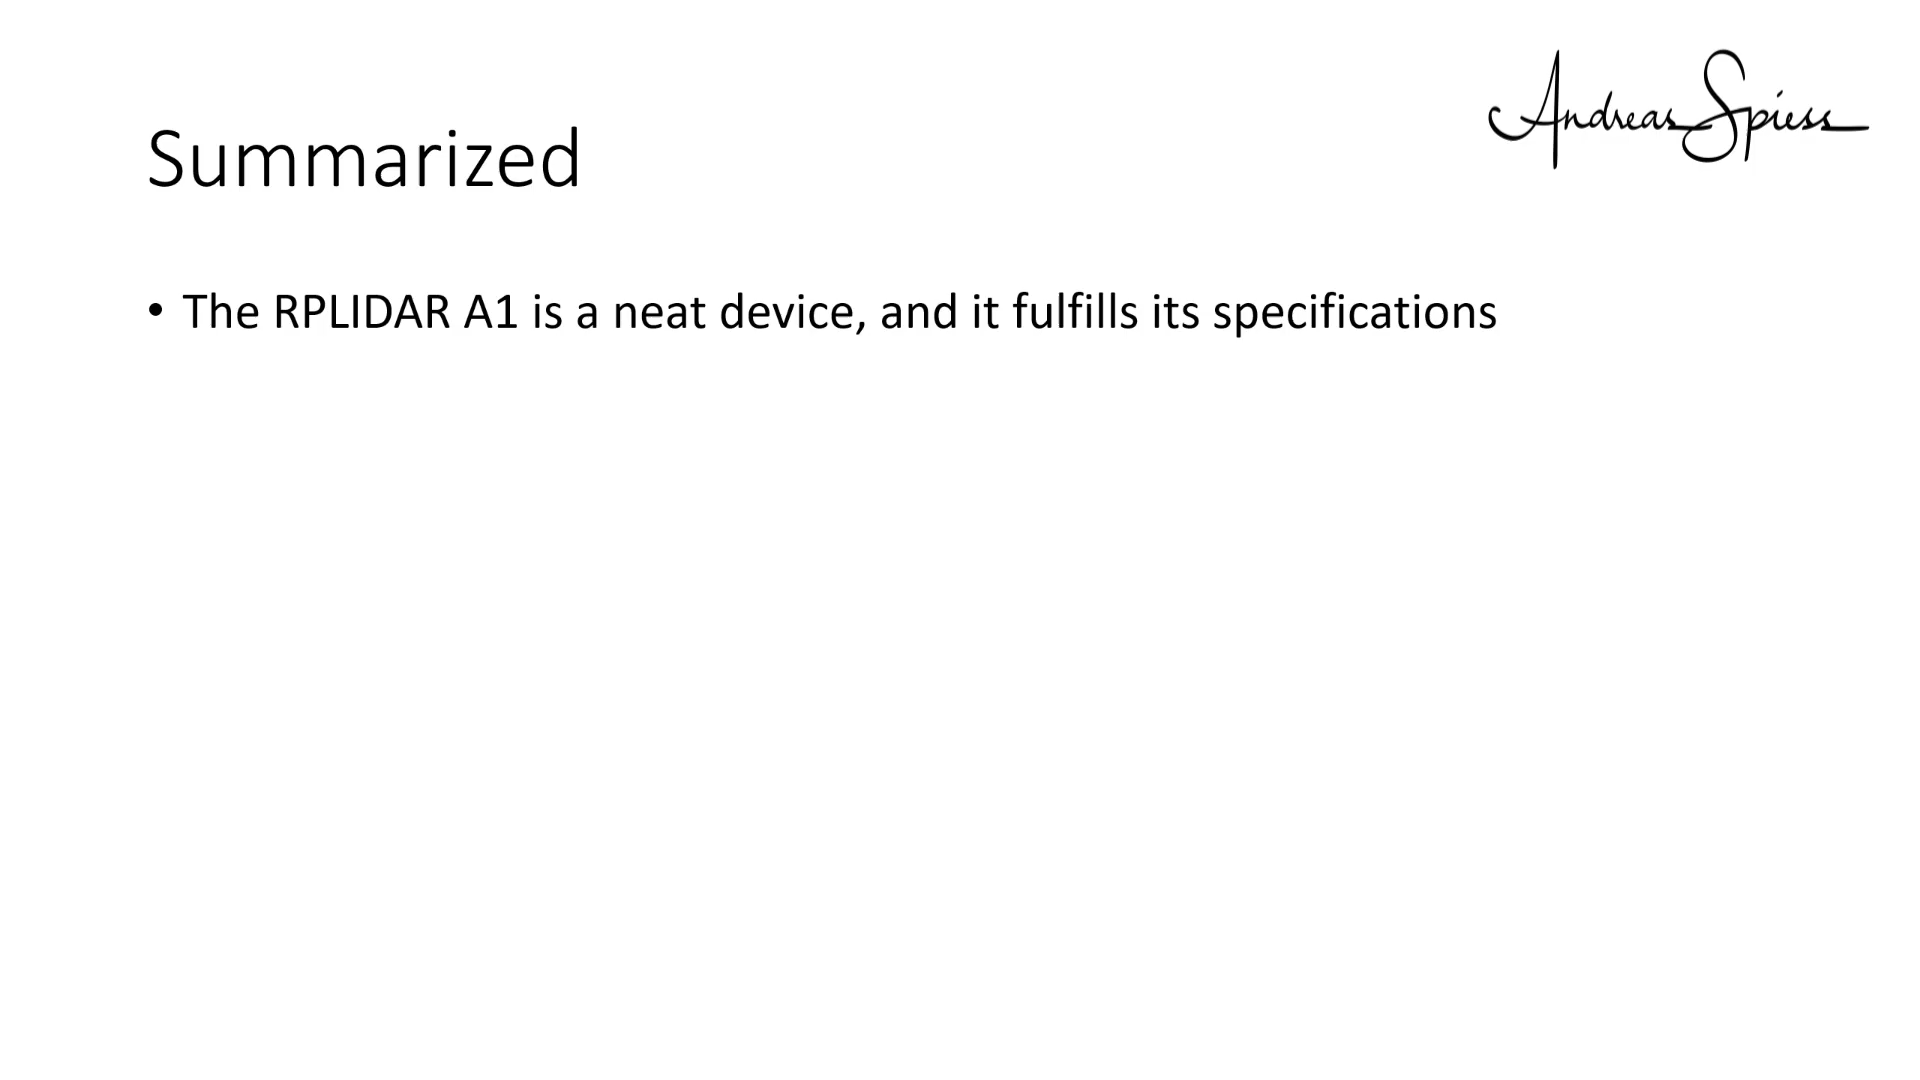 Andreas Spiess
Summarized
• The RPLIDAR A1 is a neat device, and it fulfills its specifications